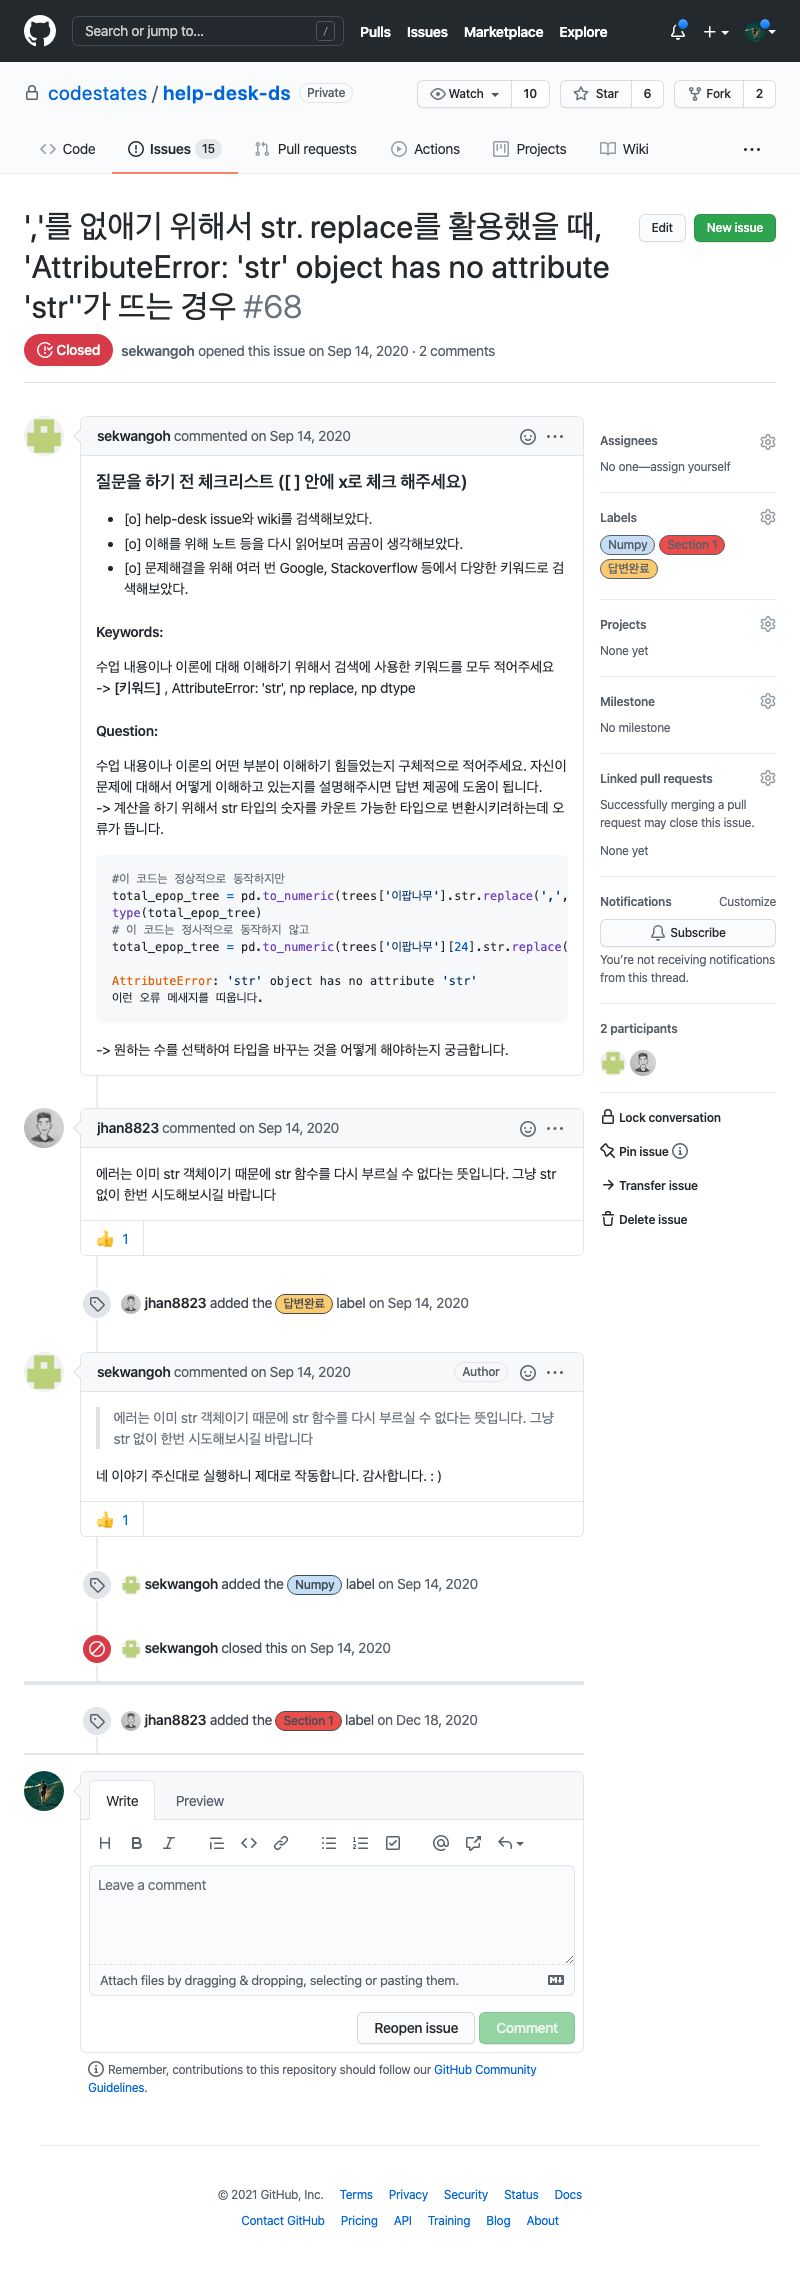 Search or jump to... /
Pulls Issues Marketplace Explore
codestates / help-desk-ds Private
Watch 10 Star 6 Fork 2
Code Issues 15 Pull requests Actions Projects Wiki ...
','를 없애기 위해서 str. replace를 활용했을 때,
'AttributeError: 'str' object has no attribute
'str''가 뜨는 경우 #68
Edit New issue
Closed sekwangoh opened this issue on Sep 14, 2020 · 2 comments
sekwangoh commented on Sep 14, 2020
질문을 하기 전 체크리스트 ([ ] 안에 x로 체크 해주세요)
• [o] help-desk issue와 wiki를 검색해보았다.
• [o] 이해를 위해 노트 등을 다시 읽어보며 곰곰이 생각해보았다.
• [o] 문제해결을 위해 여러 번 Google, Stackoverflow 등에서 다양한 키워드로 검
색해보았다.
Keywords:
수업 내용이나 이론에 대해 이해하기 위해서 검색에 사용한 키워드를 모두 적어주세요
-> [키워드] , AttributeError: 'str', np replace, np dtype
Question:
수업 내용이나 이론의 어떤 부분이 이해하기 힘들었는지 구체적으로 적어주세요. 자신이
문제에 대해서 어떻게 이해하고 있는지를 설명해주시면 답변 제공에 도움이 됩니다.
-> 계산을 하기 위해서 str 타입의 숫자를 카운트 가능한 타입으로 변환시키려하는데 오
류가 뜹니다.
#이 코드는 정상적으로 동작하지만
total_epop_tree = pd.to_numeric(trees['이팝나무'].str.replace(',',
type(total_epop_tree)
# 이 코드는 정사적으로 동작하지 않고
total_epop_tree = pd.to_numeric(trees['이팝나무'][24].str.replace(
AttributeError: 'str' object has no attribute 'str'
이런 오류 메세지를 띄웁니다.
-> 원하는 수를 선택하여 타입을 바꾸는 것을 어떻게 해야하는지 궁금합니다.
Assignees
No one—assign yourself
Labels
Numpy Section 1
답변완료
Projects
None yet
Milestone
No milestone
Linked pull requests
Successfully merging a pull
request may close this issue.
None yet
Notifications Customize
Subscribe
You're not receiving notifications
from this thread.
2 participants
Lock conversation
Pin issue
Transfer issue
Delete issue
jhan8823 commented on Sep 14, 2020
에러는 이미 str 객체이기 때문에 str 함수를 다시 부르실 수 없다는 뜻입니다. 그냥 str
없이 한번 시도해보시길 바랍니다
👍 1
jhan8823 added the 답변완료 label on Sep 14, 2020
sekwangoh commented on Sep 14, 2020 Author
에러는 이미 str 객체이기 때문에 str 함수를 다시 부르실 수 없다는 뜻입니다. 그냥
str 없이 한번 시도해보시길 바랍니다
네 이야기 주신대로 실행하니 제대로 작동합니다. 감사합니다. : )
👍 1
sekwangoh added the Numpy label on Sep 14, 2020
sekwangoh closed this on Sep 14, 2020
jhan8823 added the Section 1 label on Dec 18, 2020
Write Preview
Leave a comment
Attach files by dragging & dropping, selecting or pasting them.
Reopen issue Comment
Remember, contributions to this repository should follow our GitHub Community
Guidelines.
© 2021 GitHub, Inc. Terms Privacy Security Status Docs
Contact GitHub Pricing API Training Blog About